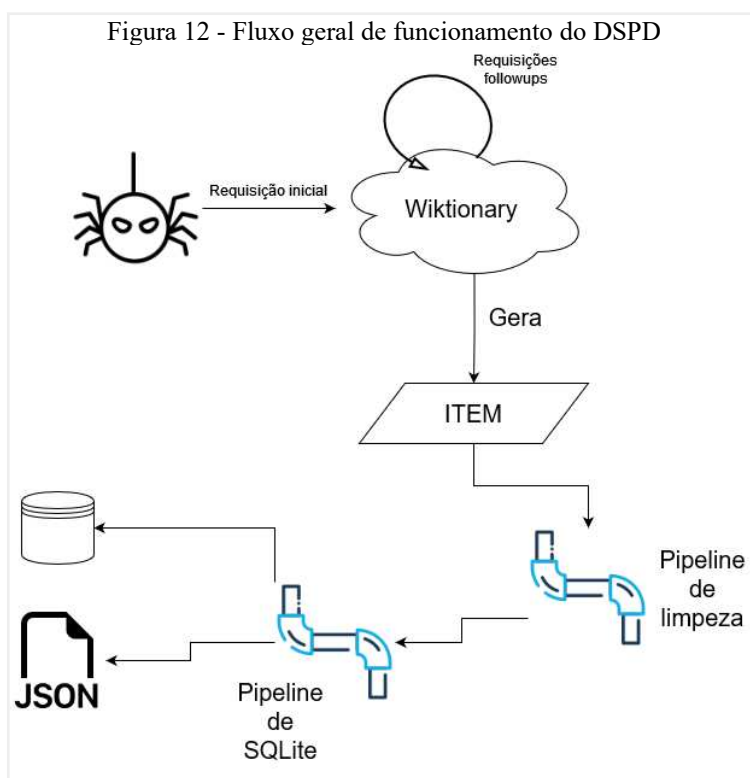 Figura 12 - Fluxo geral de funcionamento do DSPD
Requisições
followups
Requisição inicial
Wiktionary
Gera
ITEM
Pipeline
de
limpeza
JSON
Pipeline
de
SQLite